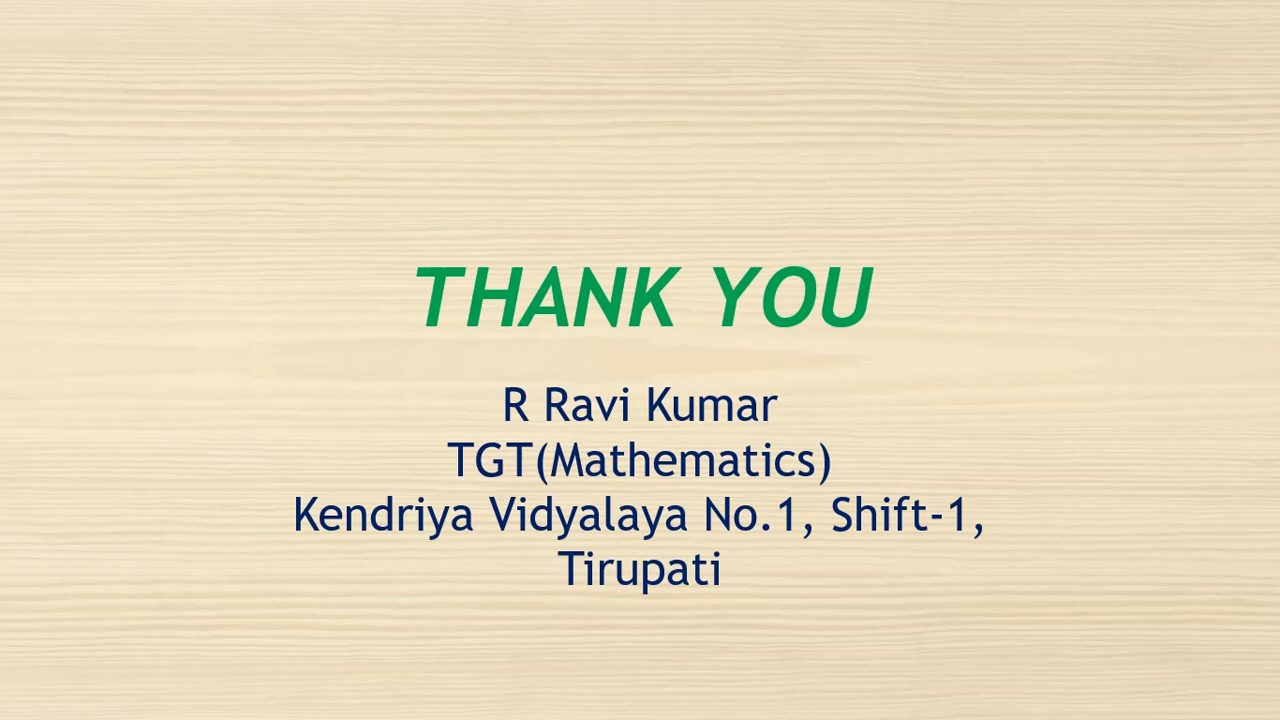 THANK YOU
R Ravi Kumar
TGT(Mathematics)
Kendriya Vidyalaya No.1, Shift-1,
Tirupati